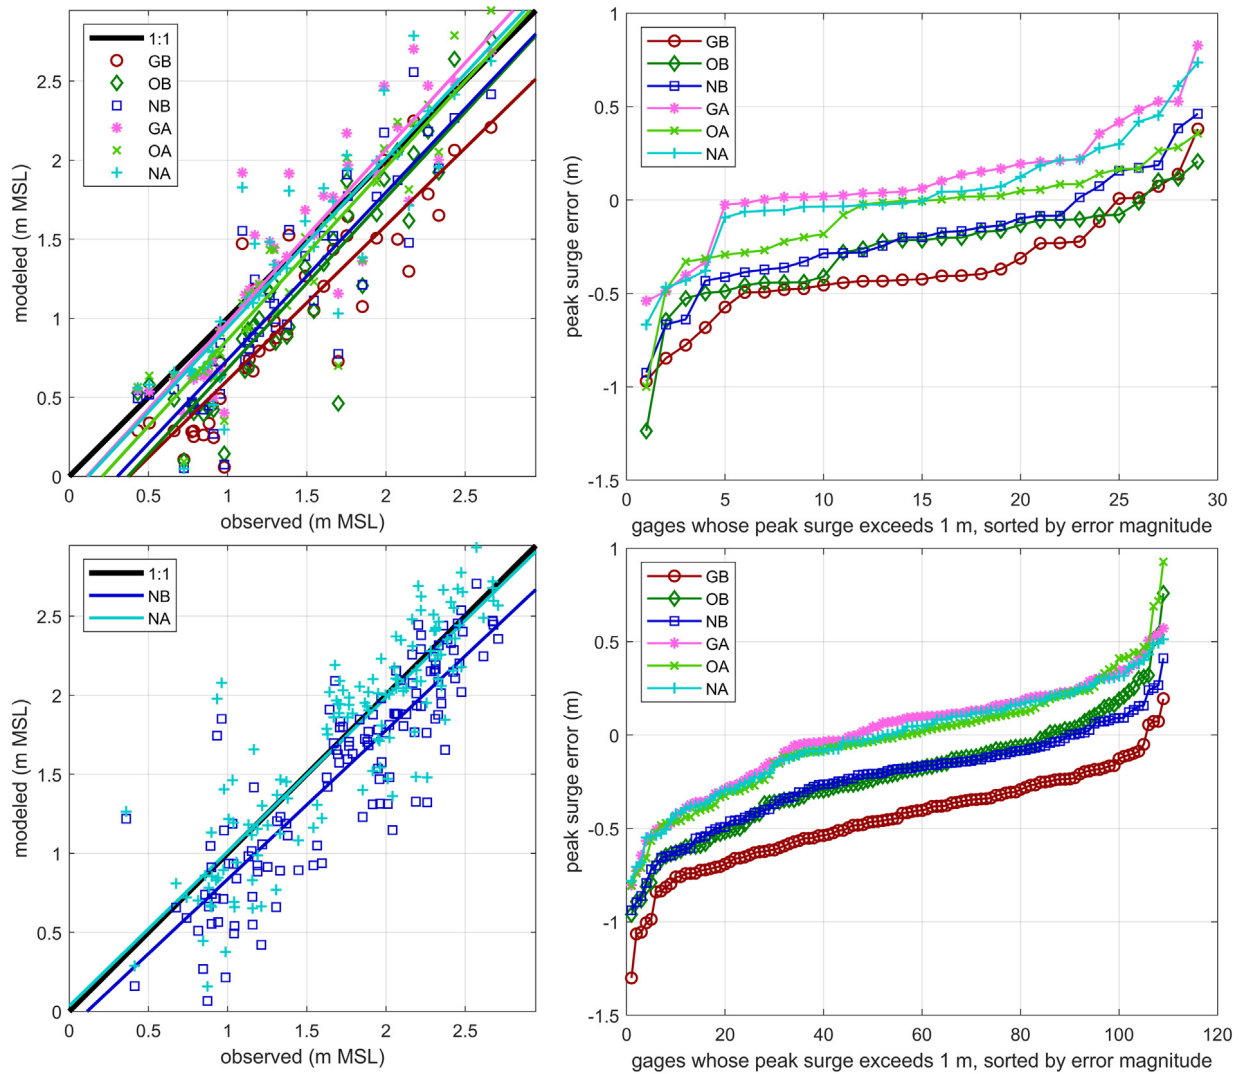 modeled (m MSL)
2.5
2
1.5
1
0.5
0
1:1
GB
OB
NB
GA
OA
NA
0
0.5
1
1.5
2
2.5
observed (m MSL)
peak surge error (m)
1
0.5
0
-0.5
-1
-1.5
GB
OB
NB
GA
OA
NA
0
5
10
15
20
25
30
gages whose peak surge exceeds 1 m, sorted by error magnitude
modeled (m MSL)
2.5
2
1.5
1
0.5
0
1:1
NB
NA
0
0.5
1
1.5
2
2.5
observed (m MSL)
peak surge error (m)
1
0.5
0
-0.5
-1
-1.5
GB
OB
NB
GA
OA
NA
0
20
40
60
80
100
120
gages whose peak surge exceeds 1 m, sorted by error magnitude